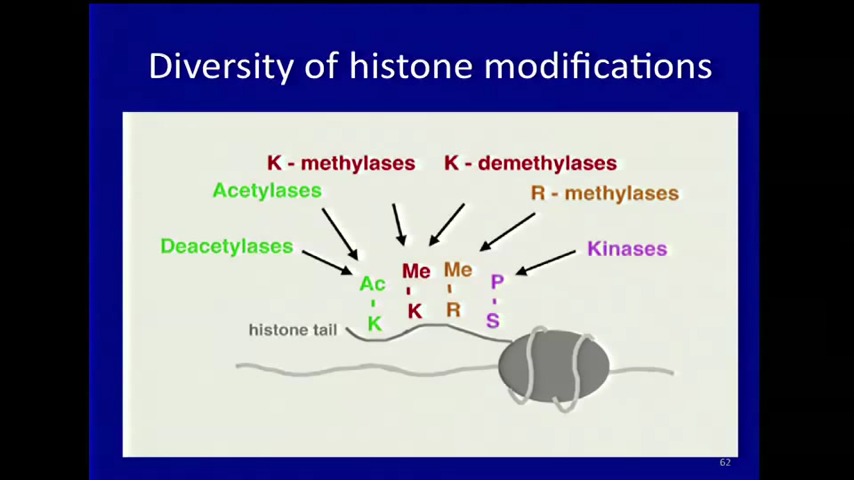 Diversity of histone modifications
K - methylases K - demethylases
Acetylases R - methylases
Deacetylases Kinases
Ac Me Me P
K K R S
histone tail
62